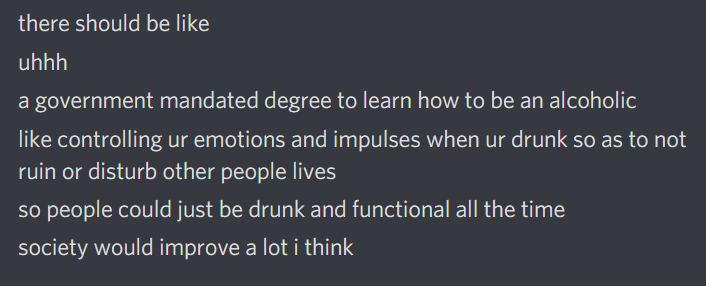 there should be like
uhhh
a government mandated degree to learn how to be an alcoholic
like controlling ur emotions and impulses when ur drunk so as to not
ruin or disturb other people lives
so people could just be drunk and functional all the time
society would improve a lot i think